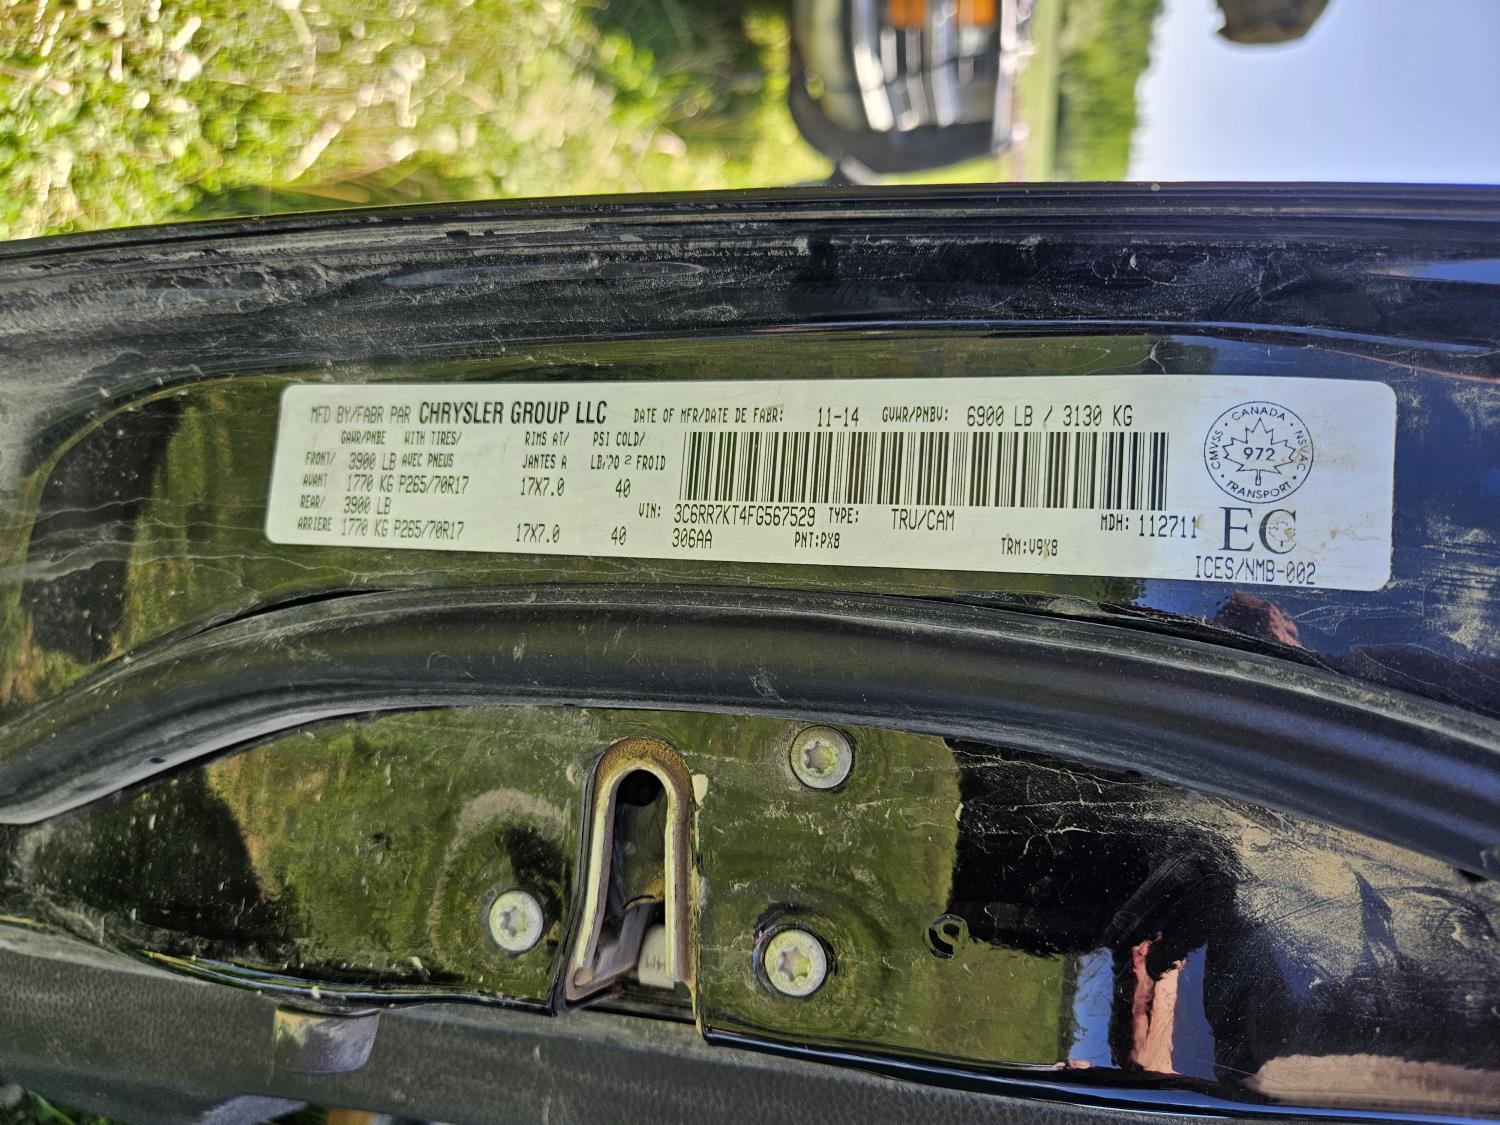 MFD BY/FABR PAR CHRYSLER GROUP LLC DATE OF MFR/DATE DE FABR: 11-14 GVWR/PNBV: 6900 LB / 3130 KG
GAWR/PNBE WITH TIRES/ RIMS AT/ PSI COLD/
FRONT/ 3900 LB AVEC PNEUS JANTES A LB/PO 2 FROID
AVANT 1770 KG P265/70R17 17X7.0 40
REAR/ 3900 LB VIN: 3C6RR7KT4FG567529 TYPE: TRU/CAM MDH: 112711
ARRIERE 1770 KG P265/70R17 17X7.0 40 306AA PNT:PX8 TRM:V9X8
CANADA
CMVSS 972 NSVAC
TRANSPORT
EC
ICES/NMB-002